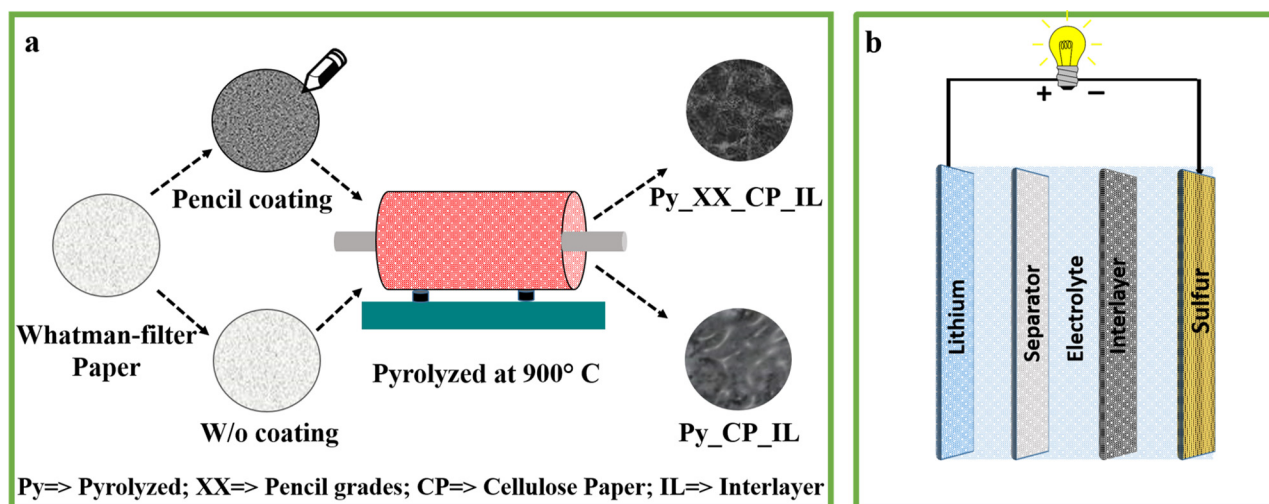 a
Pencil coating
Whatman-filter
Paper
W/o coating
Pyrolyzed at 900° C
Py_XX_CP_IL
Py_CP_IL
Py=> Pyrolyzed; XX=> Pencil grades; CP=> Cellulose Paper; IL=> Interlayer
b
+ −
Lithium
Separator
Electrolyte
Interlayer
Sulfur